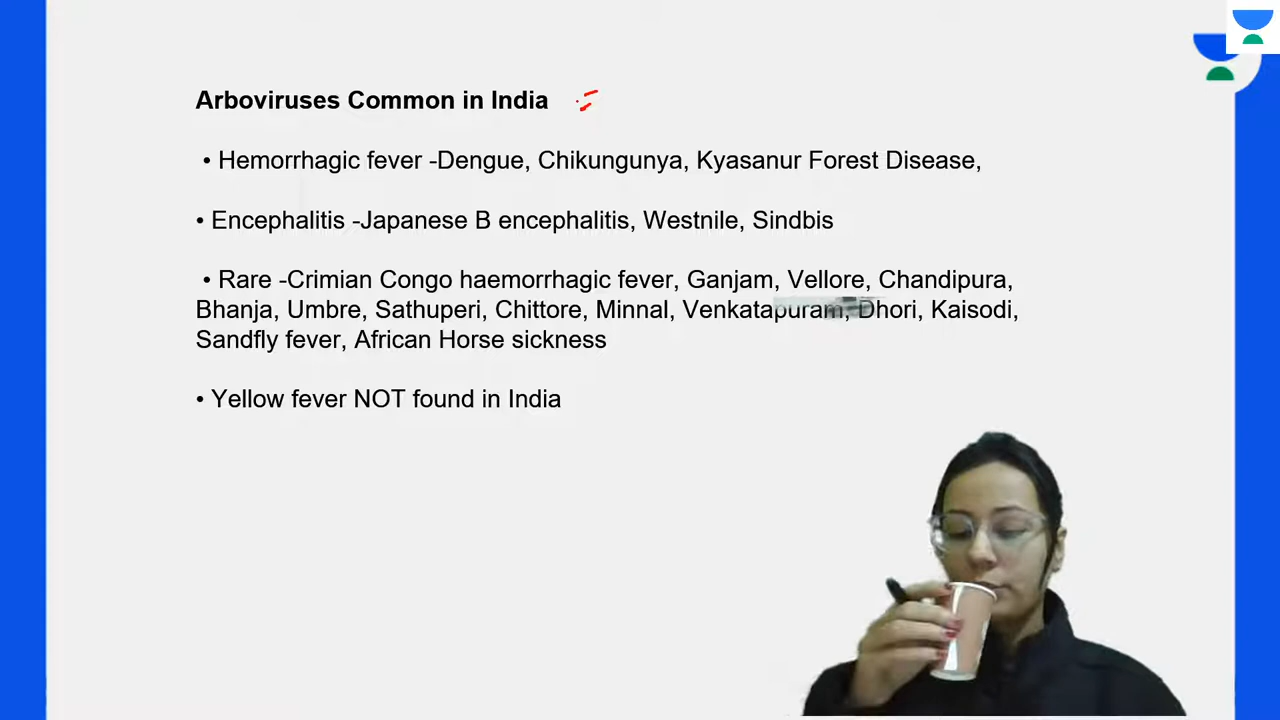 Arboviruses Common in India
• Hemorrhagic fever -Dengue, Chikungunya, Kyasanur Forest Disease,
• Encephalitis -Japanese B encephalitis, Westnile, Sindbis
• Rare -Crimian Congo haemorrhagic fever, Ganjam, Vellore, Chandipura,
Bhanja, Umbre, Sathuperi, Chittore, Minnal, Venkatapuram, Dhori, Kaisodi,
Sandfly fever, African Horse sickness
• Yellow fever NOT found in India